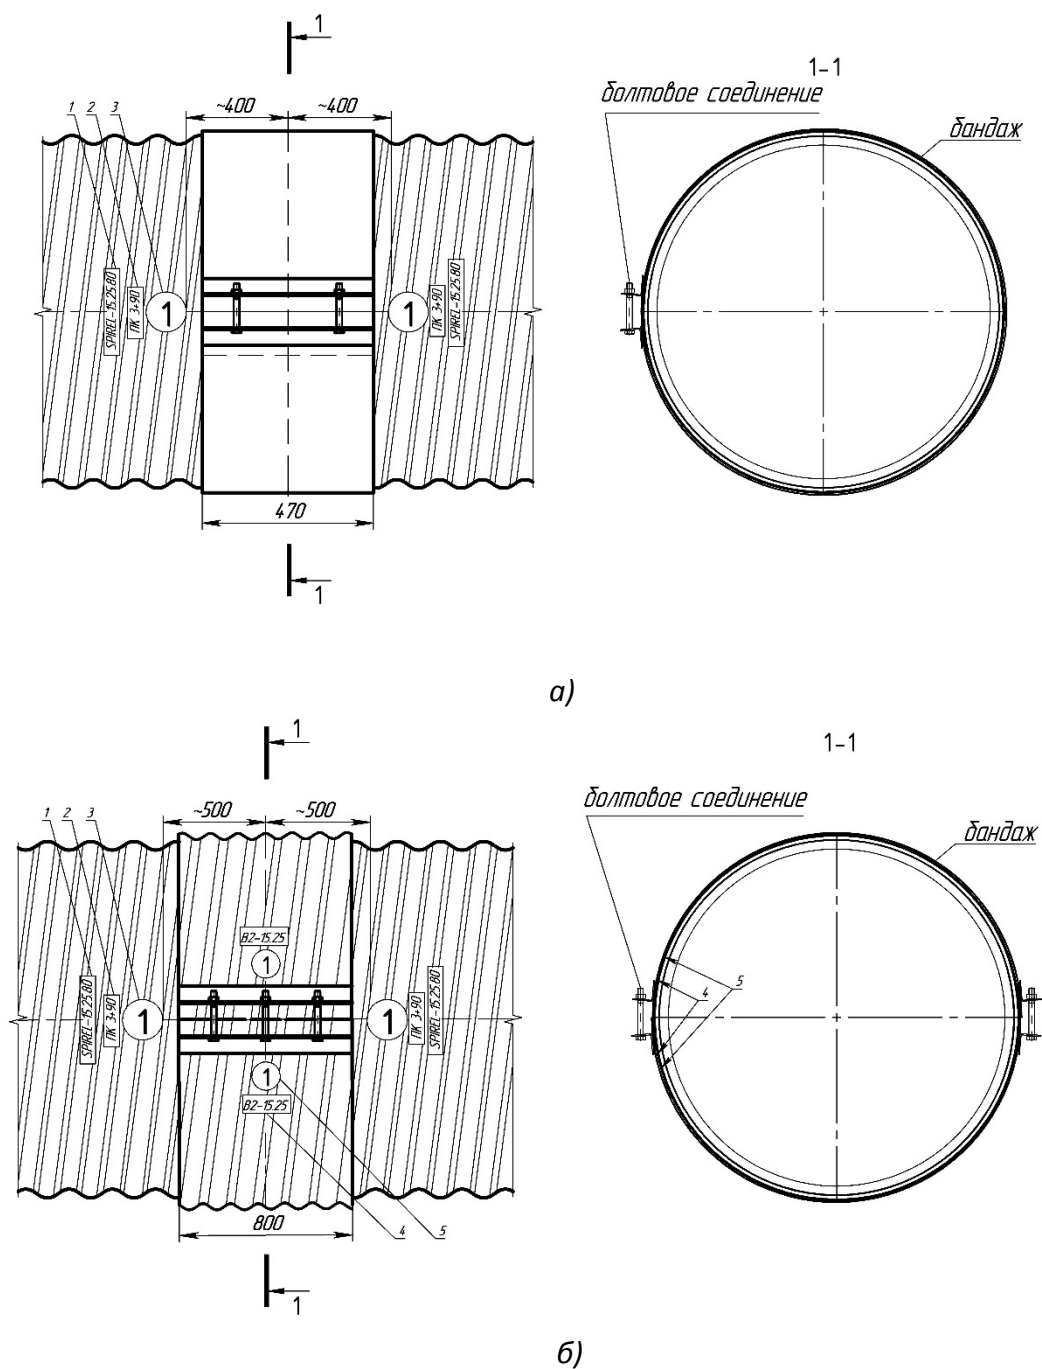 1
1-1
болтовое соединение
бандаж
~400
~400
1
2
3
SPIREL-15.25.80
ПК 3+90
1
1
ПК 3+90
SPIREL-15.25.80
470
1
а)
1
1-1
болтовое соединение
бандаж
~500
~500
1
2
3
В2-15.25
1
SPIREL-15.25.80
ПК 3+90
1
1
ПК 3+90
SPIREL-15.25.80
4
5
1
В2-15.25
800
4
5
1
б)